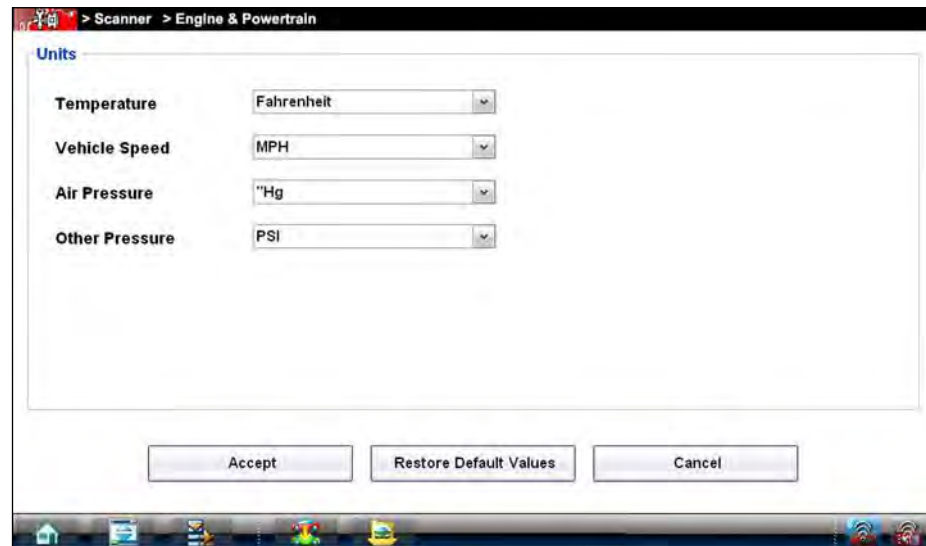 > Scanner > Engine & Powertrain
Units
Temperature Fahrenheit
Vehicle Speed MPH
Air Pressure "Hg
Other Pressure PSI
Accept Restore Default Values Cancel